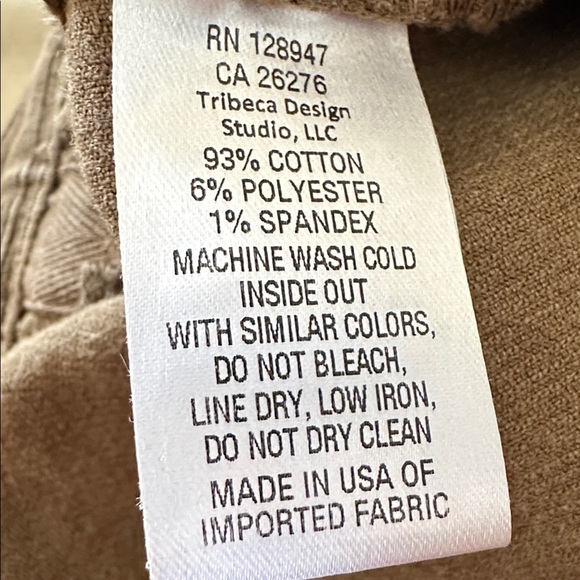 RN 128947
CA 26276
Tribeca Design
Studio, LLC
93% COTTON
6% POLYESTER
1% SPANDEX
MACHINE WASH COLD
INSIDE OUT
WITH SIMILAR COLORS,
DO NOT BLEACH,
LINE DRY, LOW IRON,
DO NOT DRY CLEAN
MADE IN USA OF
IMPORTED FABRIC